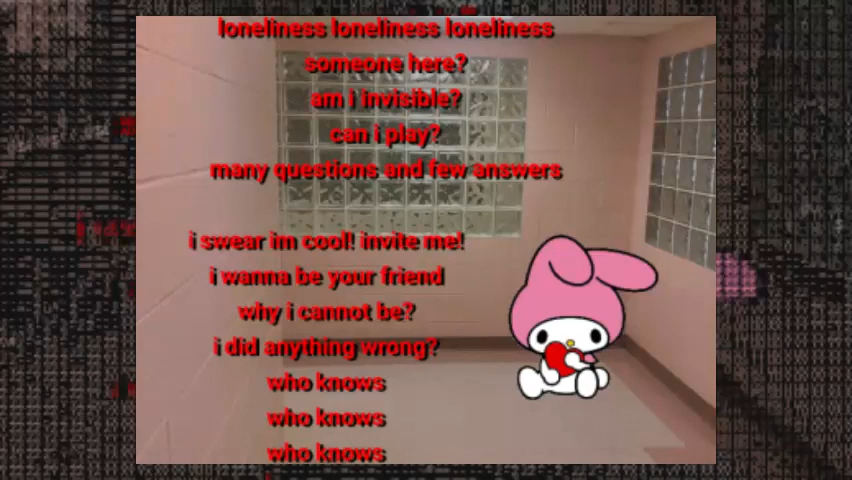 loneliness loneliness loneliness
someone here?
am i invisible?
can i play?
many questions and few answers
i swear im cool! invite me!
i wanna be your friend
why i cannot be?
i did anything wrong?
who knows
who knows
who knows